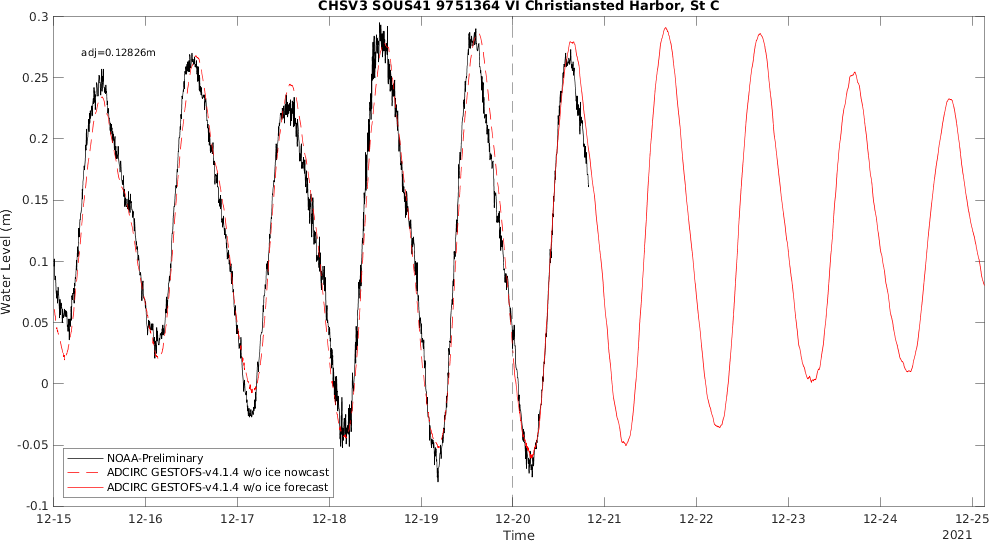 CHSV3 SOUS41 9751364 VI Christiansted Harbor, St C
adj=0.12826m
0.3
0.25
0.2
0.15
0.1
0.05
0
-0.05
-0.1
Water Level (m)
NOAA-Preliminary
ADCIRC GESTOFS-v4.1.4 w/o ice nowcast
ADCIRC GESTOFS-v4.1.4 w/o ice forecast
12-15 12-16 12-17 12-18 12-19 12-20 12-21 12-22 12-23 12-24 12-25
Time
2021